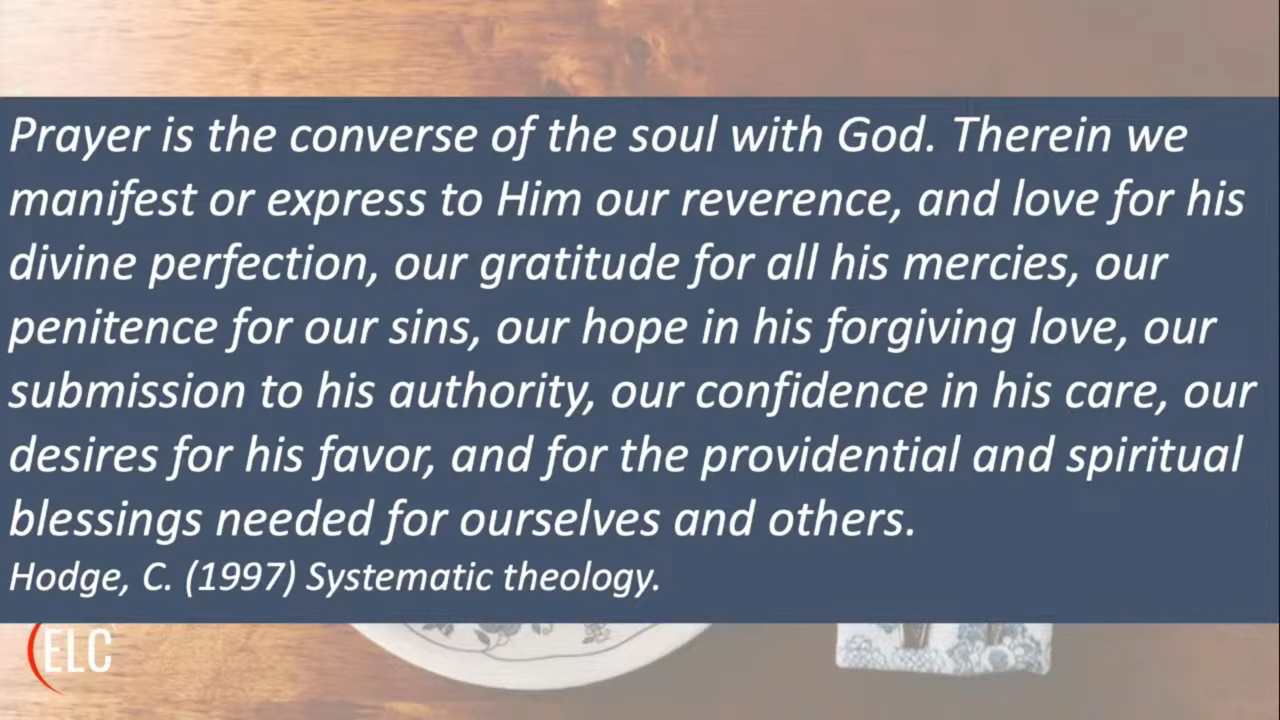 Prayer is the converse of the soul with God. Therein we
manifest or express to Him our reverence, and love for his
divine perfection, our gratitude for all his mercies, our
penitence for our sins, our hope in his forgiving love, our
submission to his authority, our confidence in his care, our
desires for his favor, and for the providential and spiritual
blessings needed for ourselves and others.
Hodge, C. (1997) Systematic theology.
ELC